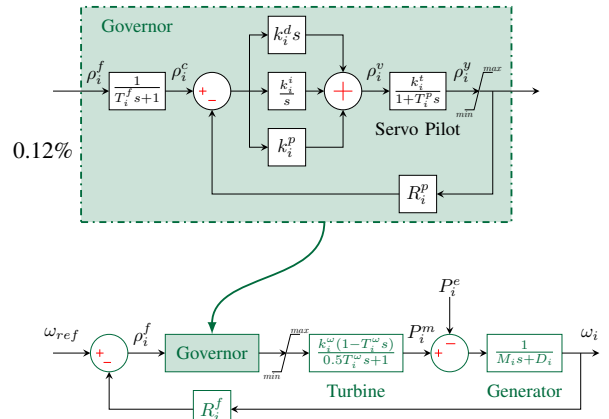 Governor
k_i^d s
ρ_i^f
1/(T_i^f s+1)
ρ_i^c
+
-
k_i^i/s
+
ρ_i^v
k_i^t/(1+T_i^p s)
ρ_i^y
max
min
Servo Pilot
0.12%
k_i^p
R_i^p
ω_ref
+
-
ρ_i^f
Governor
max
min
k_i^ω(1-T_i^ω s)/(0.5T_i^ω s+1)
P_i^m
P_i^e
+
-
1/(M_i s+D_i)
ω_i
Turbine
Generator
R_i^f